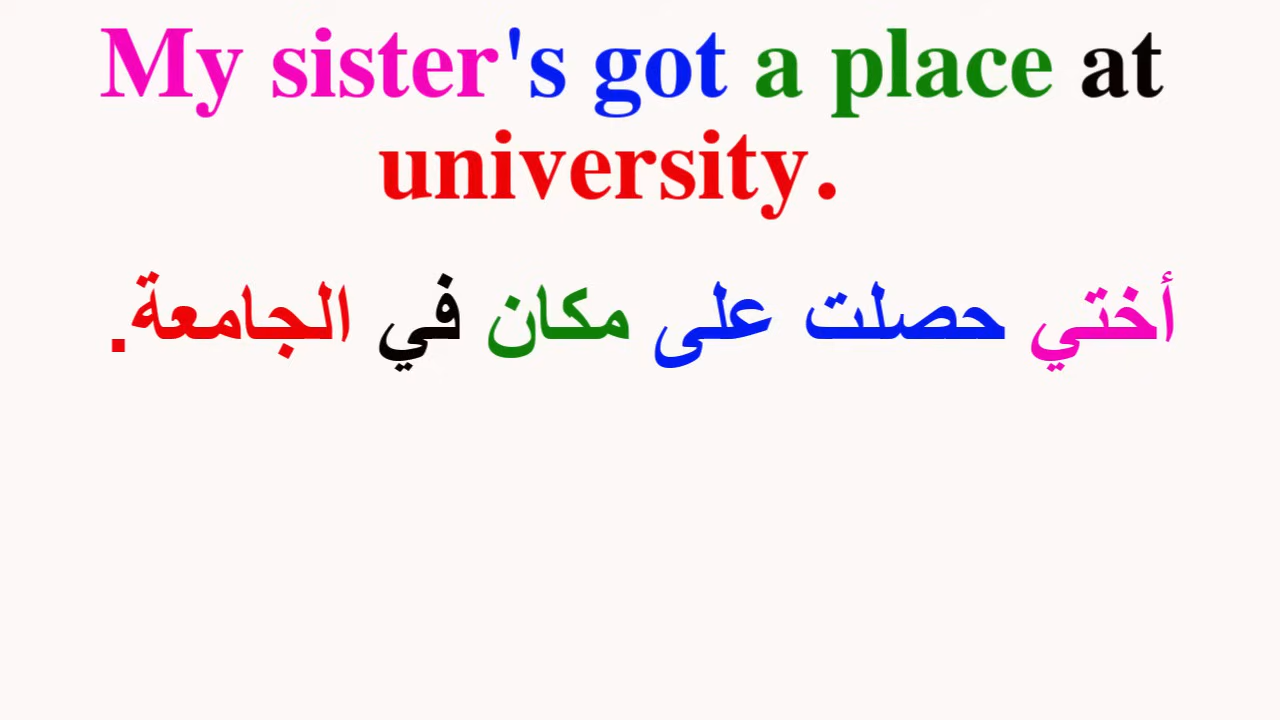 My sister's got a place at
university.
أختي حصلت على مكان في الجامعة.